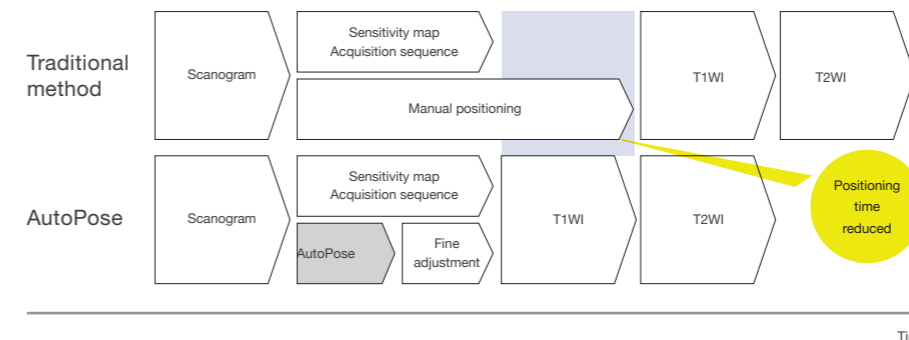 Traditional
method
Scanogram
Sensitivity map
Acquisition sequence
Manual positioning
T1WI
T2WI
AutoPose
Scanogram
Sensitivity map
Acquisition sequence
AutoPose
Fine
adjustment
T1WI
T2WI
Positioning
time
reduced